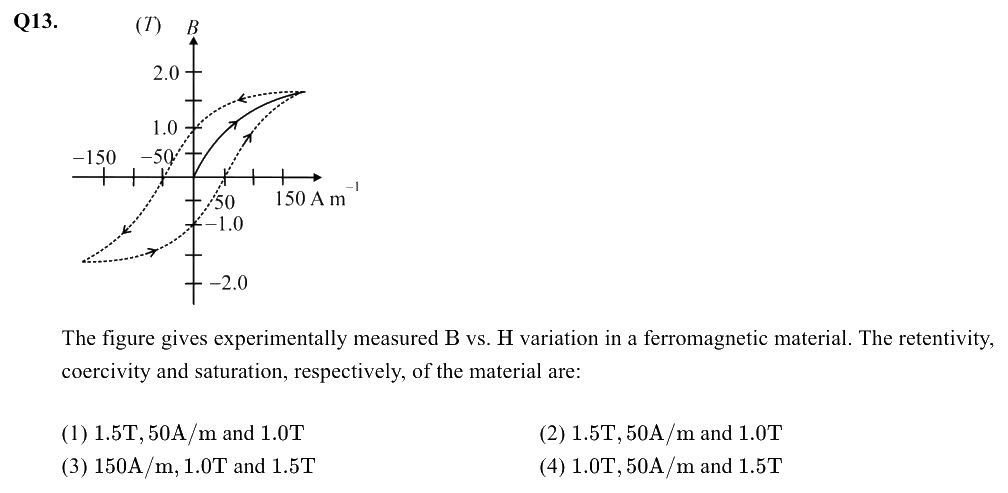 Q13.
(T) B
2.0
1.0
−150 −50
50 150 A m⁻¹
−1.0
−2.0
The figure gives experimentally measured B vs. H variation in a ferromagnetic material. The retentivity,
coercivity and saturation, respectively, of the material are:
(1) 1.5T, 50A/m and 1.0T (2) 1.5T, 50A/m and 1.0T
(3) 150A/m, 1.0T and 1.5T (4) 1.0T, 50A/m and 1.5T